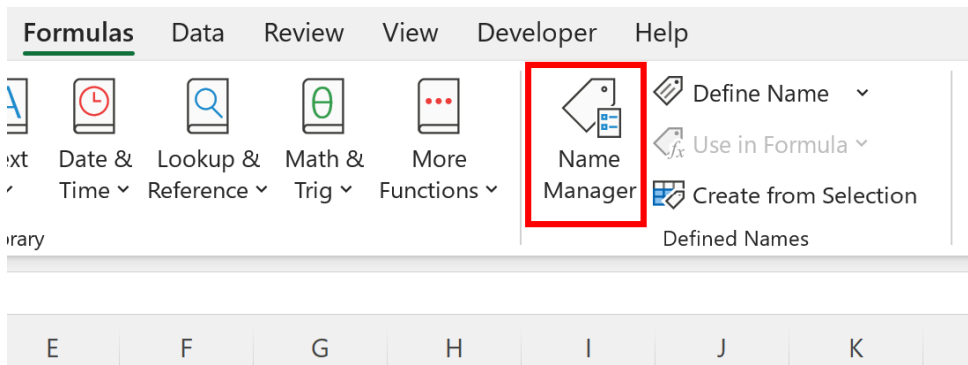 Formulas Data Review View Developer Help
Define Name
Use in Formula
Date & Lookup & Math & More Name
Time Reference Trig Functions Manager
Create from Selection
Defined Names
E F G H I J K